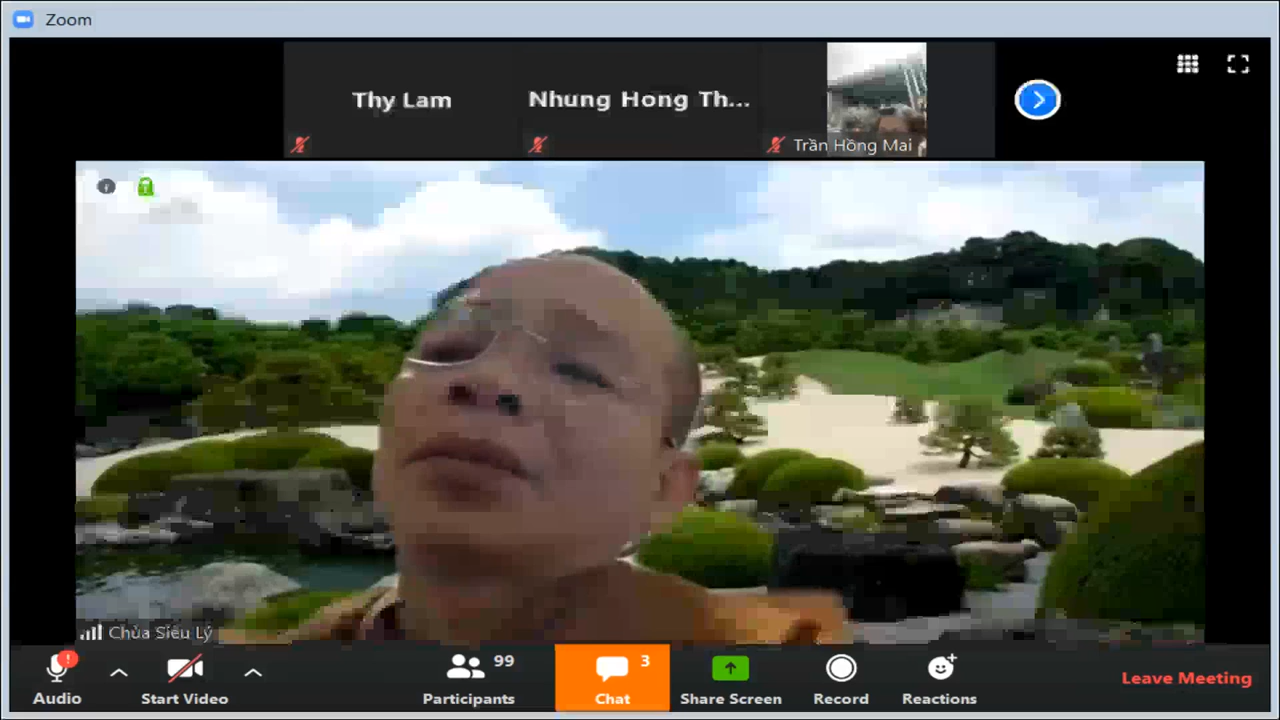 Zoom
Thy Lam
Nhung Hong Th...
Trần Hồng Mai
Chùa Siêu Lý
Audio
Start Video
Participants
99
Chat
3
Share Screen
Record
Reactions
Leave Meeting